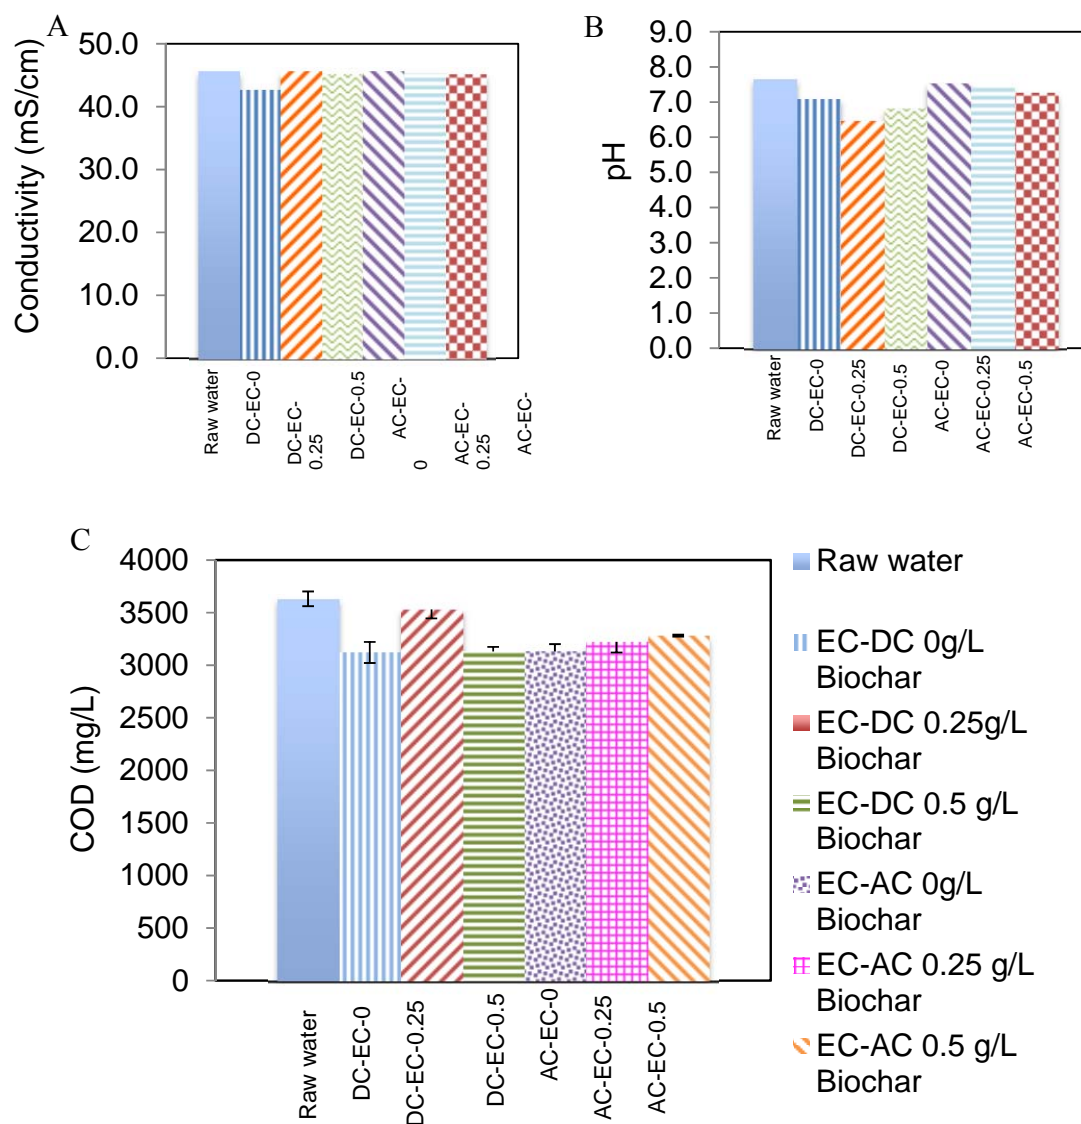 A
Conductivity (mS/cm)
50.0
40.0
30.0
20.0
10.0
0.0
Raw water
DC-EC-0
DC-EC-
0.25
DC-EC-0.5
AC-EC-
0
AC-EC-
0.25
AC-EC-
B
pH
9.0
8.0
7.0
6.0
5.0
4.0
3.0
2.0
1.0
0.0
Raw water
DC-EC-0
DC-EC-0.25
DC-EC-0.5
AC-EC-0
AC-EC-0.25
AC-EC-0.5
C
COD (mg/L)
4000
3500
3000
2500
2000
1500
1000
500
0
Raw water
DC-EC-0
DC-EC-0.25
DC-EC-0.5
AC-EC-0
AC-EC-0.25
AC-EC-0.5
Raw water
EC-DC 0g/L
Biochar
EC-DC 0.25g/L
Biochar
EC-DC 0.5 g/L
Biochar
EC-AC 0g/L
Biochar
EC-AC 0.25 g/L
Biochar
EC-AC 0.5 g/L
Biochar